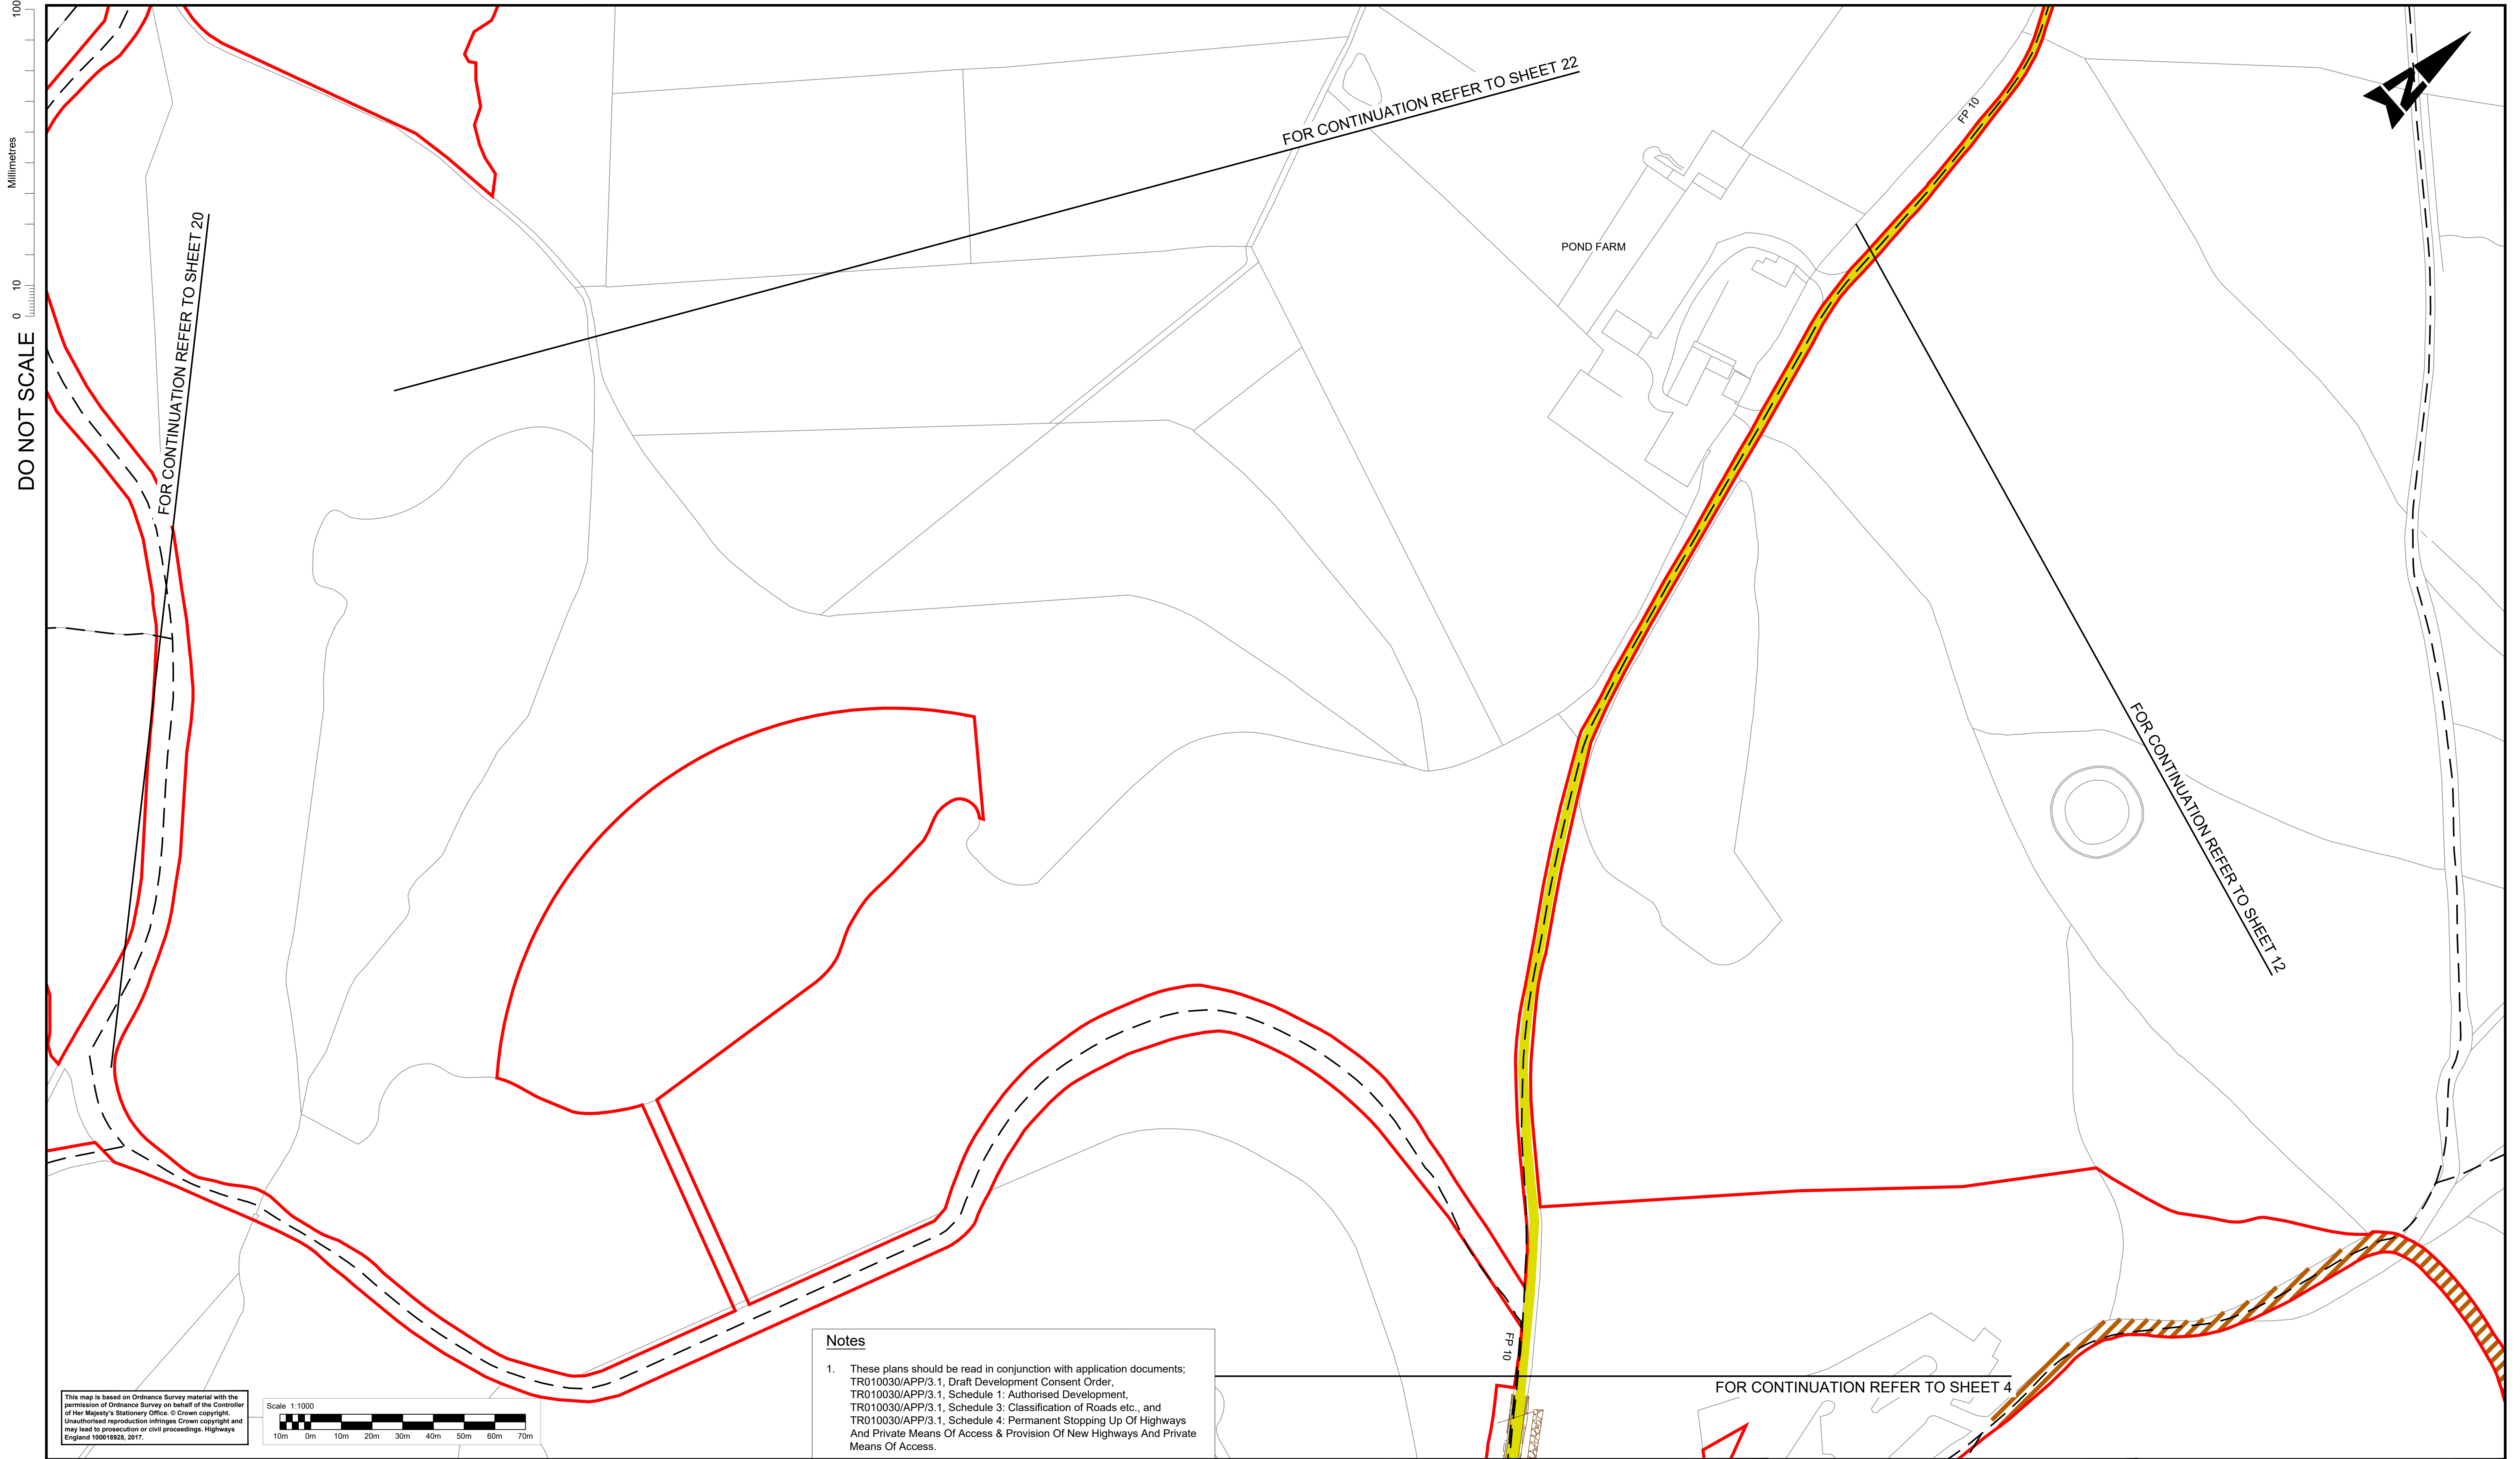 100
Millimetres
10
0
DO NOT SCALE
FOR CONTINUATION REFER TO SHEET 20
FOR CONTINUATION REFER TO SHEET 22
FP 10
N
POND FARM
FOR CONTINUATION REFER TO SHEET 12
FP 10
FOR CONTINUATION REFER TO SHEET 4
This map is based on Ordnance Survey material with the
permission of Ordnance Survey on behalf of the Controller
of Her Majesty's Stationery Office. © Crown copyright.
Unauthorised reproduction infringes Crown copyright and
may lead to prosecution or civil proceedings. Highways
England 100018928, 2017.
Scale 1:1000
10m 0m 10m 20m 30m 40m 50m 60m 70m
Notes
1. These plans should be read in conjunction with application documents;
TR010030/APP/3.1, Draft Development Consent Order,
TR010030/APP/3.1, Schedule 1: Authorised Development,
TR010030/APP/3.1, Schedule 3: Classification of Roads etc., and
TR010030/APP/3.1, Schedule 4: Permanent Stopping Up Of Highways
And Private Means Of Access & Provision Of New Highways And Private
Means Of Access.